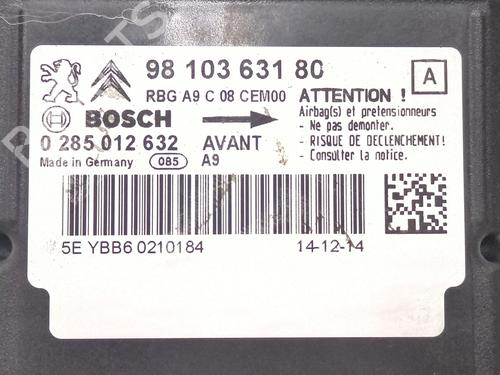 98 103 631 80
A
RBG A9 C 08 CEM00
ATTENTION !
Airbag(s) et pretensionneurs
- Ne pas demonter.
- RISQUE DE DECLENCHEMENT!
- Consulter la notice.
BOSCH
0 285 012 632
AVANT
Made in Germany
085
A9
5E YBB6 0210184
14-12-14